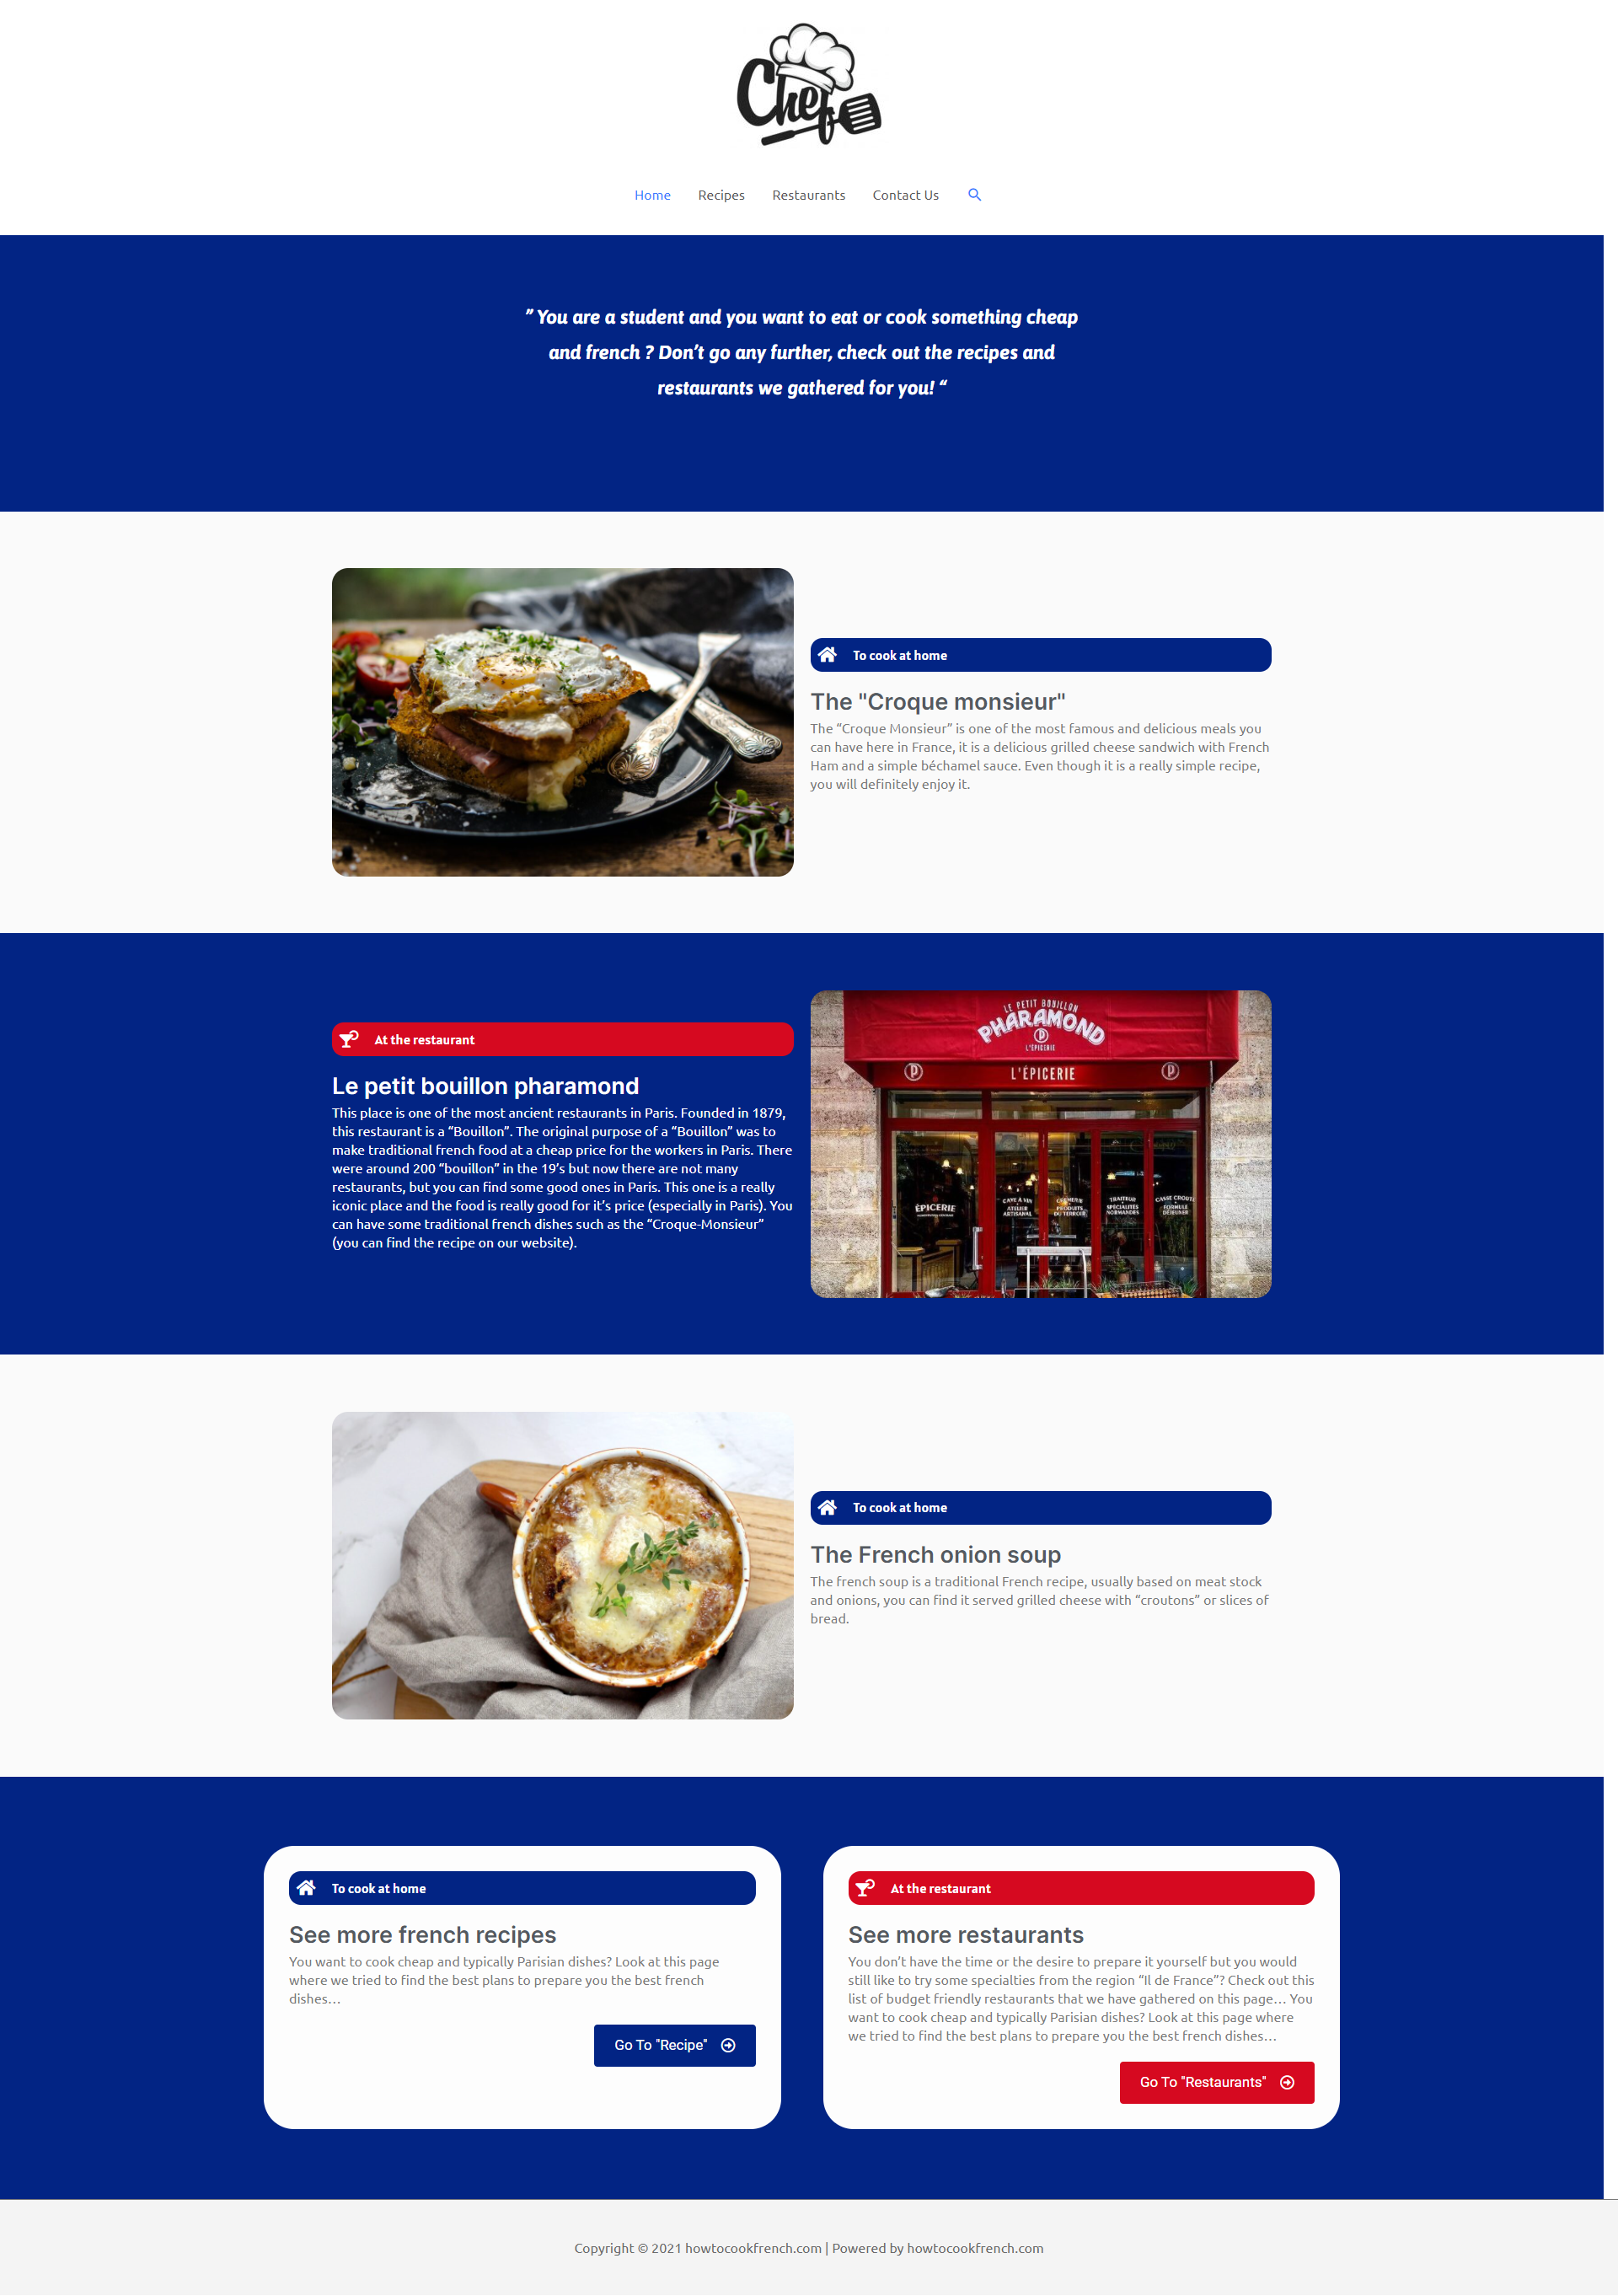 Chef
Home Recipes Restaurants Contact Us
” You are a student and you want to eat or cook something cheap
and french ? Don’t go any further, check out the recipes and
restaurants we gathered for you! “
To cook at home
The "Croque monsieur"
The “Croque Monsieur” is one of the most famous and delicious meals you
can have here in France, it is a delicious grilled cheese sandwich with French
Ham and a simple béchamel sauce. Even though it is a really simple recipe,
you will definitely enjoy it.
At the restaurant
Le petit bouillon pharamond
This place is one of the most ancient restaurants in Paris. Founded in 1879,
this restaurant is a “Bouillon”. The original purpose of a “Bouillon” was to
make traditional french food at a cheap price for the workers in Paris. There
were around 200 “bouillon” in the 19’s but now there are not many
restaurants, but you can find some good ones in Paris. This one is a really
iconic place and the food is really good for it’s price (especially in Paris). You
can have some traditional french dishes such as the “Croque-Monsieur”
(you can find the recipe on our website).
LE PETIT BOUILLON
PHARAMOND
P
L'ÉPICERIE
P L'ÉPICERIE P
ÉPICERIE
CAVE À VIN
ATELIER
ARTISANAL
PRODUITS
DU TERROIR
TRAITEUR
SPÉCIALITÉS
NORMANDES
CASSE CROUTE
FORMULE
DÉJEUNER
To cook at home
The French onion soup
The french soup is a traditional French recipe, usually based on meat stock
and onions, you can find it served grilled cheese with “croutons” or slices of
bread.
To cook at home
See more french recipes
You want to cook cheap and typically Parisian dishes? Look at this page
where we tried to find the best plans to prepare you the best french
dishes…
Go To "Recipe"
At the restaurant
See more restaurants
You don’t have the time or the desire to prepare it yourself but you would
still like to try some specialties from the region “Il de France”? Check out this
list of budget friendly restaurants that we have gathered on this page… You
want to cook cheap and typically Parisian dishes? Look at this page where
we tried to find the best plans to prepare you the best french dishes…
Go To "Restaurants"
Copyright © 2021 howtocookfrench.com | Powered by howtocookfrench.com